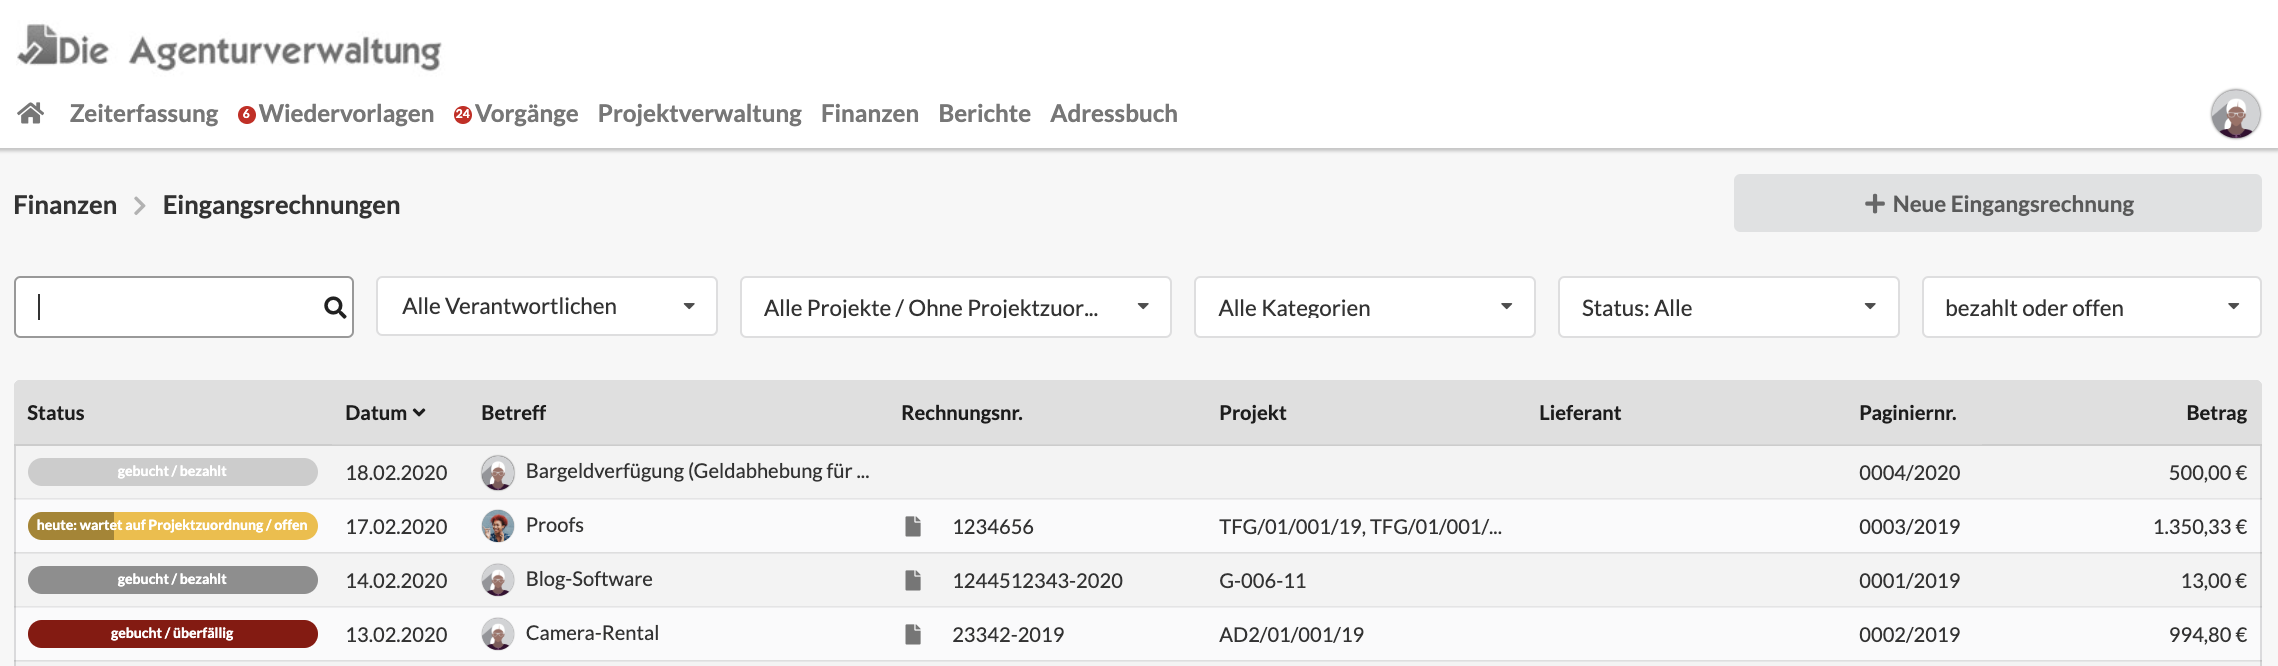 Die Agenturverwaltung
Zeiterfassung 6 Wiedervorlagen 24 Vorgänge Projektverwaltung Finanzen Berichte Adressbuch
Finanzen > Eingangsrechnungen + Neue Eingangsrechnung
Alle Verantwortlichen Alle Projekte / Ohne Projektzuor... Alle Kategorien Status: Alle bezahlt oder offen
Status Datum Betreff Rechnungsnr. Projekt Lieferant Paginiernr. Betrag
gebucht / bezahlt 18.02.2020 Bargeldverfügung (Geldabhebung für ... 0004/2020 500,00 €
heute: wartet auf Projektzuordnung / offen 17.02.2020 Proofs 1234656 TFG/01/001/19, TFG/01/001/... 0003/2019 1.350,33 €
gebucht / bezahlt 14.02.2020 Blog-Software 1244512343-2020 G-006-11 0001/2019 13,00 €
gebucht / überfällig 13.02.2020 Camera-Rental 23342-2019 AD2/01/001/19 0002/2019 994,80 €